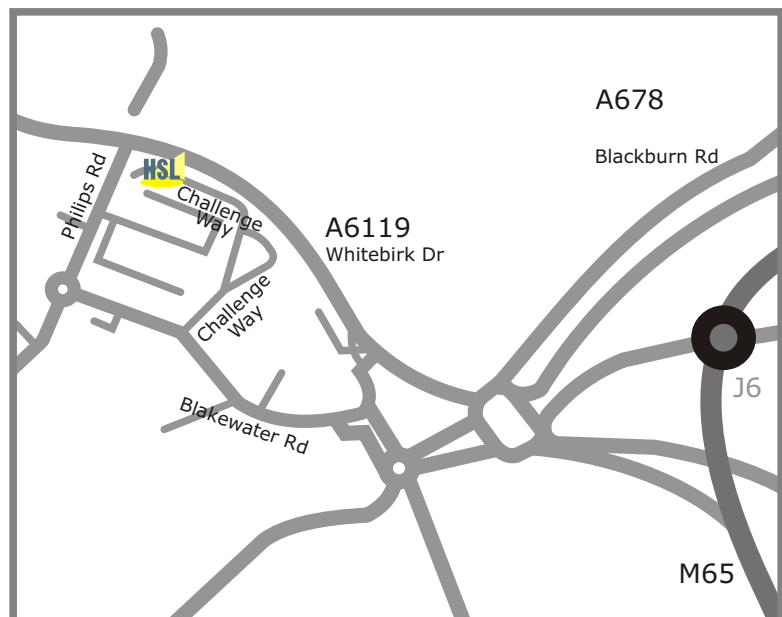 A678
Blackburn Rd
HSL
Philips Rd
Challenge
Way
A6119
Whitebirk Dr
Challenge
Way
J6
Blakewater Rd
M65